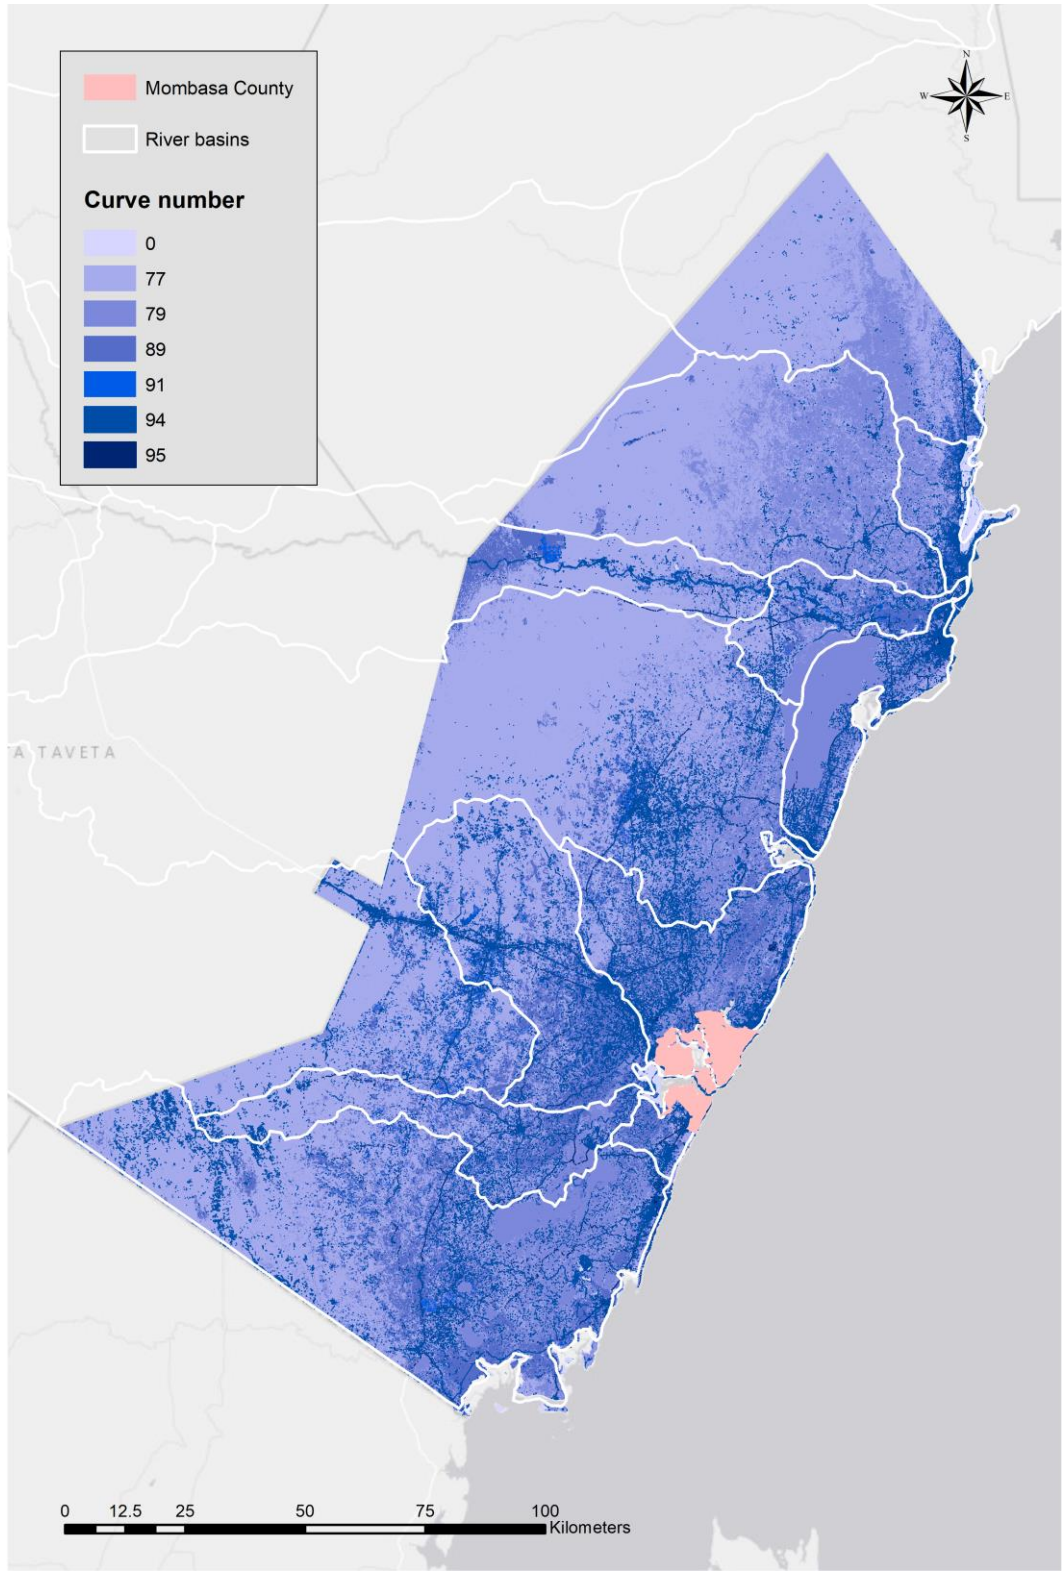 Mombasa County
River basins
Curve number
0
77
79
89
91
94
95
N
W E
S
A TAVETA
0 12.5 25 50 75 100
Kilometers